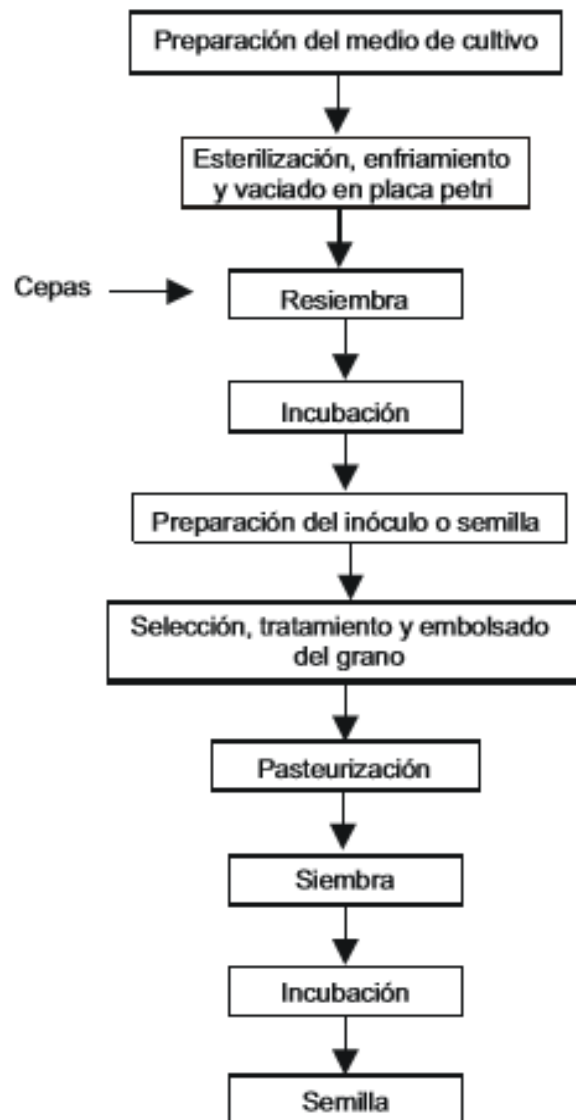 Preparación del medio de cultivo
Esterilización, enfriamiento
y vaciado en placa petri
Cepas
Resiembra
Incubación
Preparación del inóculo o semilla
Selección, tratamiento y embolsado
del grano
Pasteurización
Siembra
Incubación
Semilla